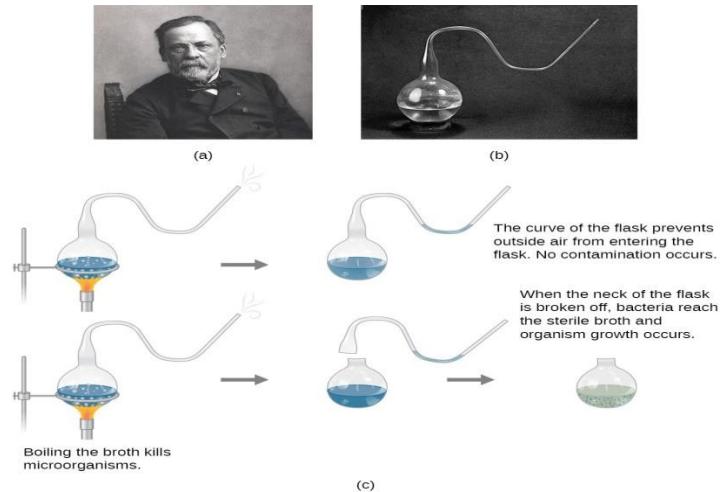 (a)
(b)
The curve of the flask prevents
outside air from entering the
flask. No contamination occurs.
When the neck of the flask
is broken off, bacteria reach
the sterile broth and
organism growth occurs.
Boiling the broth kills
microorganisms.
(c)